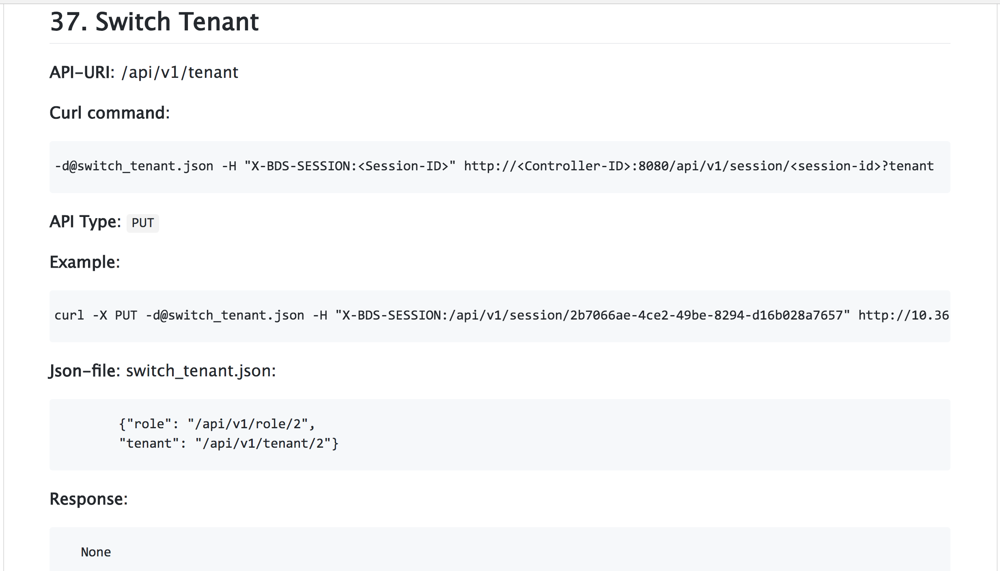 37. Switch Tenant
API-URI: /api/v1/tenant
Curl command:
-d@switch_tenant.json -H "X-BDS-SESSION:<Session-ID>" http://<Controller-ID>:8080/api/v1/session/<session-id>?tenant
API Type: PUT
Example:
curl -X PUT -d@switch_tenant.json -H "X-BDS-SESSION:/api/v1/session/2b7066ae-4ce2-49be-8294-d16b028a7657" http://10.36
Json-file: switch_tenant.json:
{"role": "/api/v1/role/2",
"tenant": "/api/v1/tenant/2"}
Response:
None